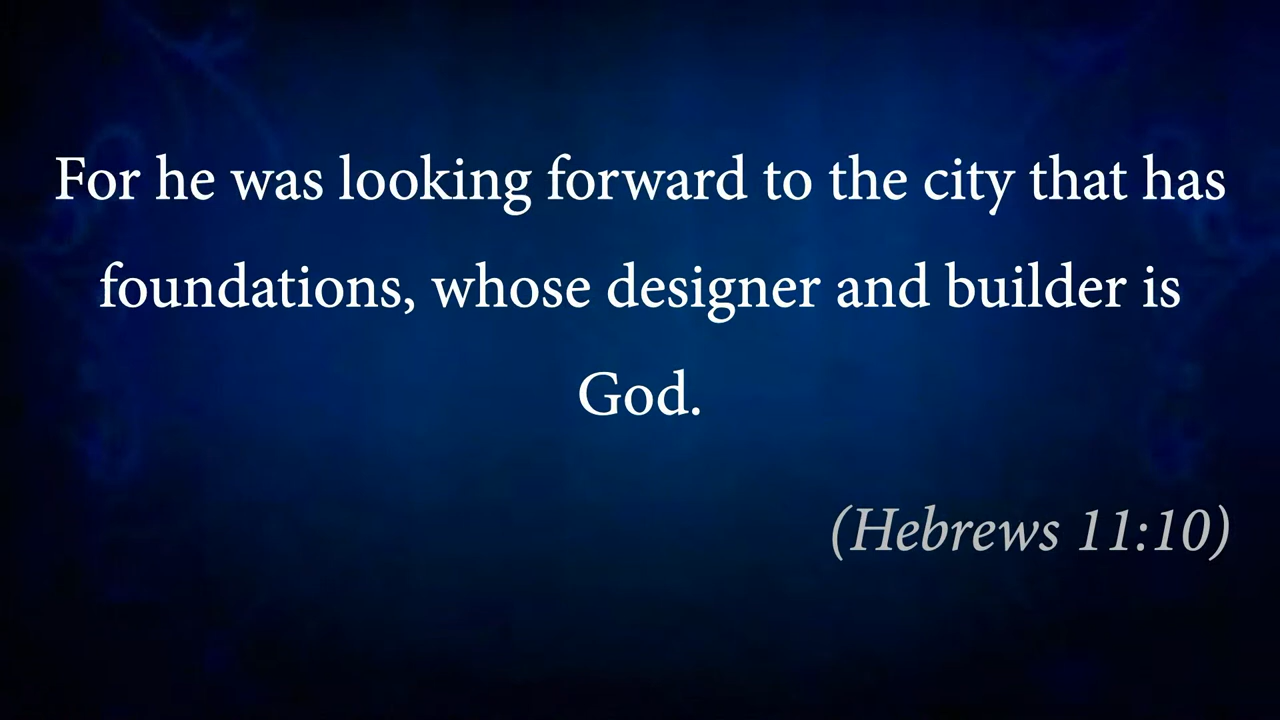 For he was looking forward to the city that has
foundations, whose designer and builder is
God.
(Hebrews 11:10)